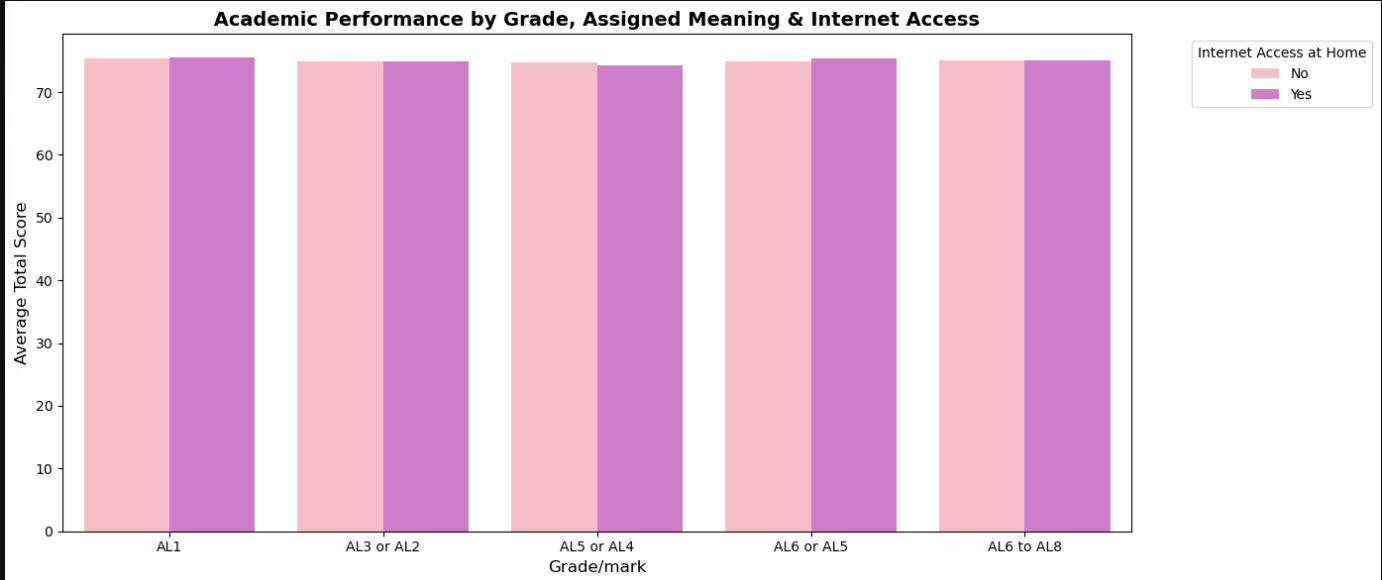 Academic Performance by Grade, Assigned Meaning & Internet Access
Internet Access at Home
No
Yes
Average Total Score
70
60
50
40
30
20
10
0
AL1
AL3 or AL2
AL5 or AL4
AL6 or AL5
AL6 to AL8
Grade/mark